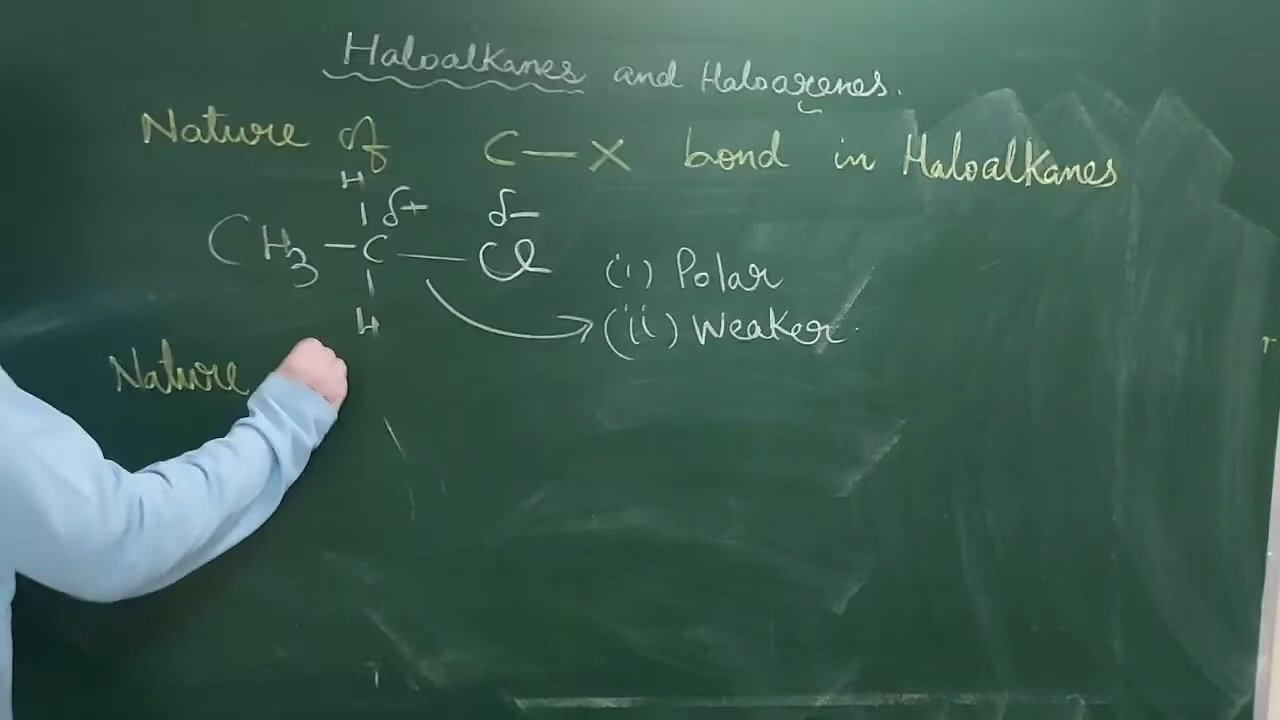 Haloalkanes and Haloarenes.
Nature of C — X bond in Haloalkanes
H
δ+ δ-
CH3 — C — Cl (i) Polar
(ii) Weaker.
H
Nature